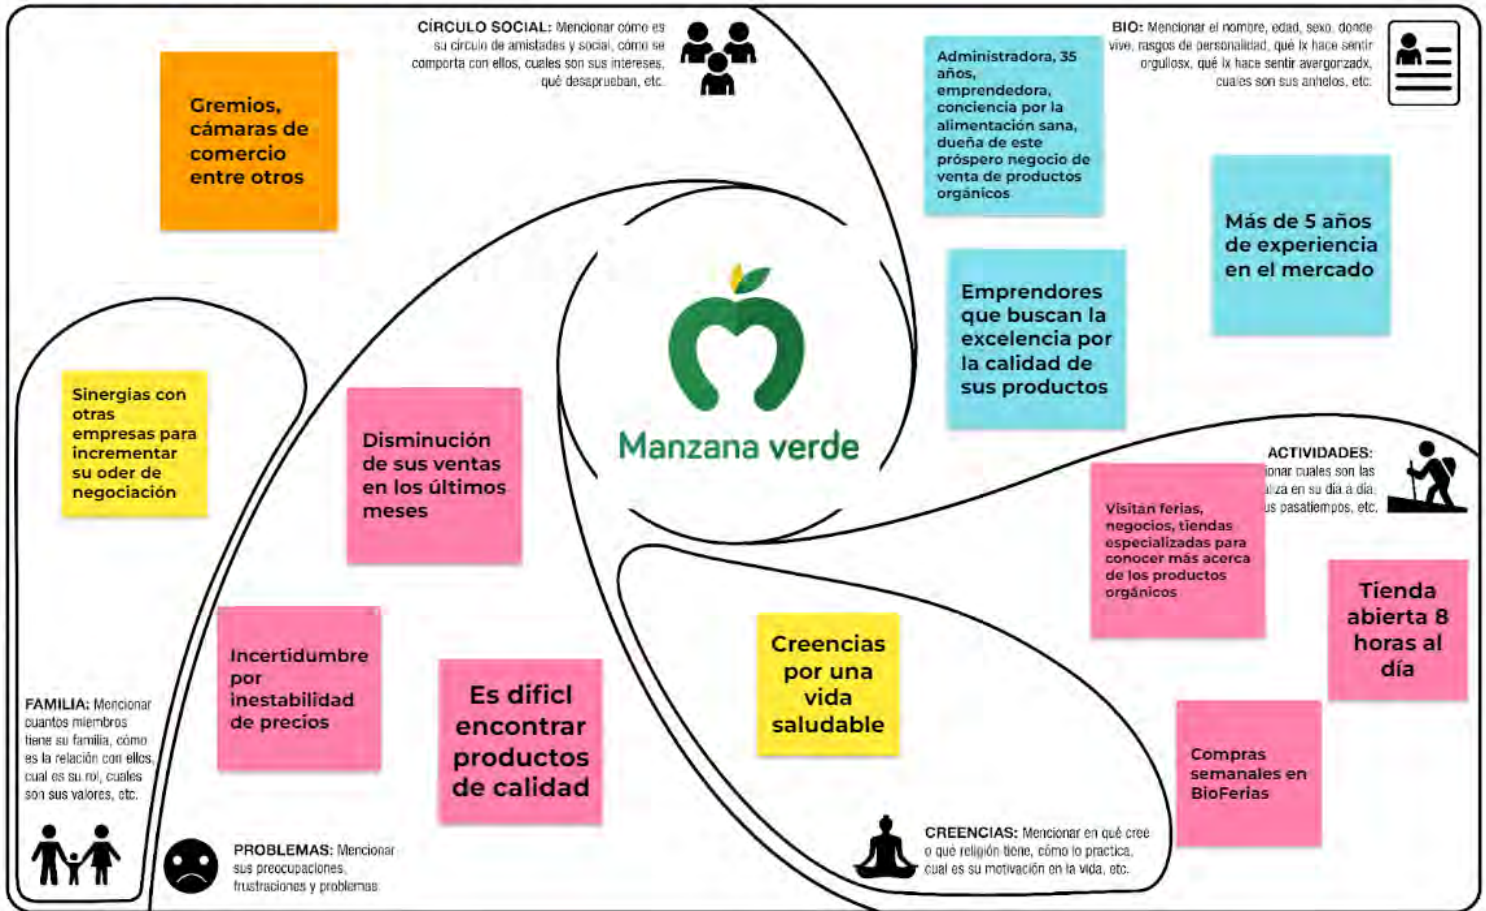 CÍRCULO SOCIAL: Mencionar cómo es
su círculo de amistades y social, cómo se
comporta con ellos, cuales son sus intereses,
qué desaprueban, etc.
Gremios,
cámaras de
comercio
entre otros
BIO: Mencionar el nombre, edad, sexo, donde
vive, rasgos de personalidad, qué lx hace sentir
orgullosx, qué lx hace sentir avergonzadx,
cuales son sus anhelos, etc.
Administradora, 35
años,
emprendedora,
conciencia por la
alimentación sana,
dueña de este
próspero negocio de
venta de productos
orgánicos
Más de 5 años
de experiencia
en el mercado
Emprendores
que buscan la
excelencia por
la calidad de
sus productos
Manzana verde
Sinergias con
otras
empresas para
incrementar
su oder de
negociación
FAMILIA: Mencionar
cuantos miembros
tiene su familia, cómo
es la relación con ellos,
cual es su rol, cuales
son sus valores, etc.
Disminución
de sus ventas
en los últimos
meses
Incertidumbre
por
inestabilidad
de precios
Es dificl
encontrar
productos
de calidad
PROBLEMAS: Mencionar
sus preocupaciones,
frustraciones y problemas.
Creencias
por una
vida
saludable
CREENCIAS: Mencionar en qué cree
o qué religión tiene, cómo lo practica,
cual es su motivación en la vida, etc.
ACTIVIDADES:
cuales son las
en su día a día,
pasatiempos, etc.
Visitan ferias,
negocios, tiendas
especializadas para
conocer más acerca
de los productos
orgánicos
Tienda
abierta 8
horas al
día
Compras
semanales en
BioFerias